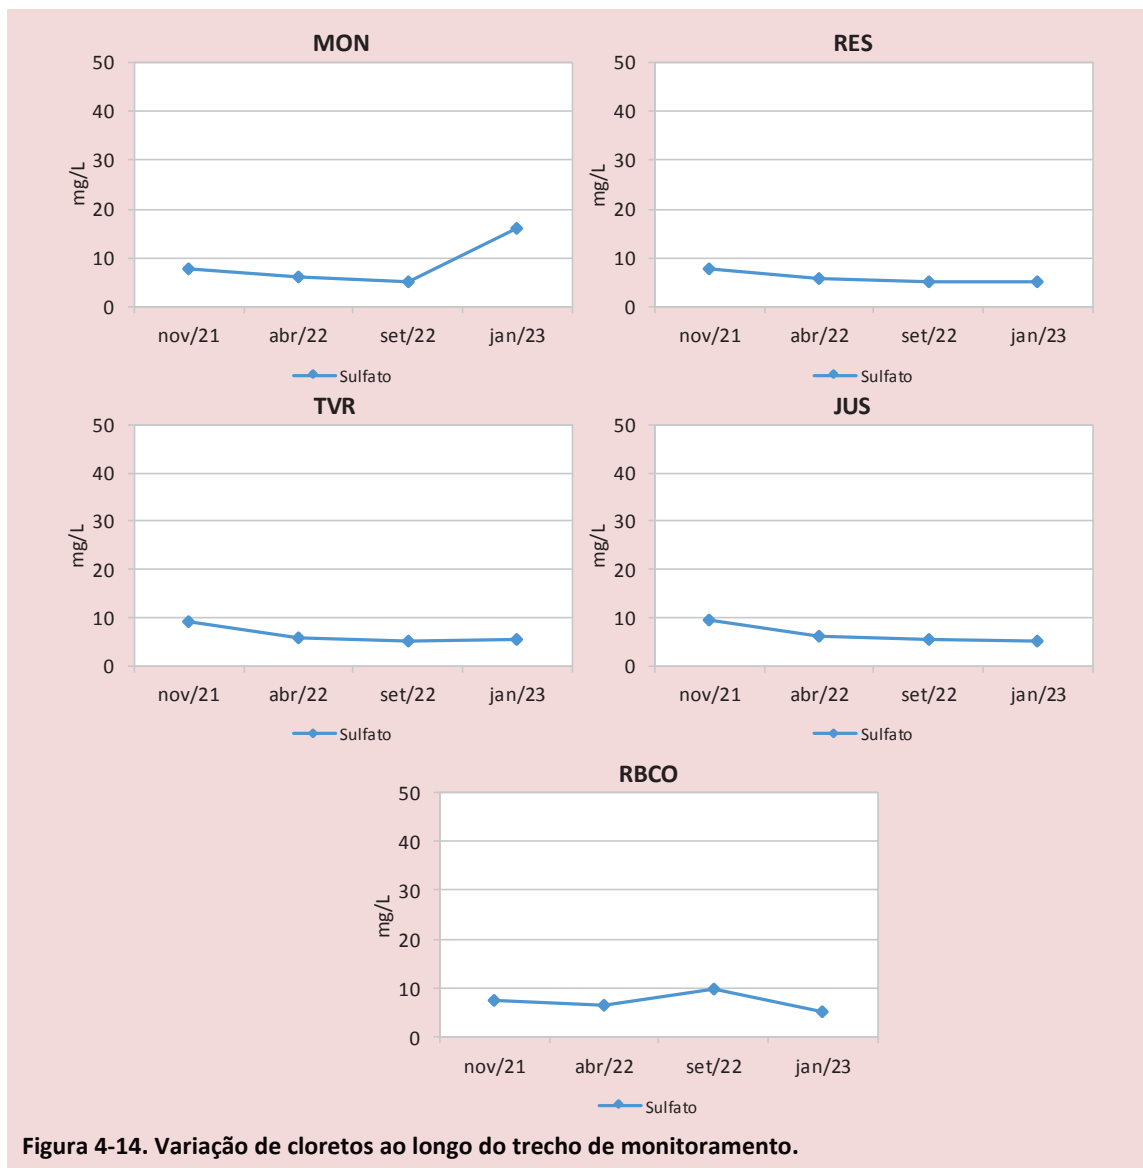 MON
50
40
30
20
10
0
mg/L
nov/21 abr/22 set/22 jan/23
Sulfato
RES
50
40
30
20
10
0
mg/L
nov/21 abr/22 set/22 jan/23
Sulfato
TVR
50
40
30
20
10
0
mg/L
nov/21 abr/22 set/22 jan/23
Sulfato
JUS
50
40
30
20
10
0
mg/L
nov/21 abr/22 set/22 jan/23
Sulfato
RBCO
50
40
30
20
10
0
mg/L
nov/21 abr/22 set/22 jan/23
Sulfato
Figura 4-14. Variação de cloretos ao longo do trecho de monitoramento.